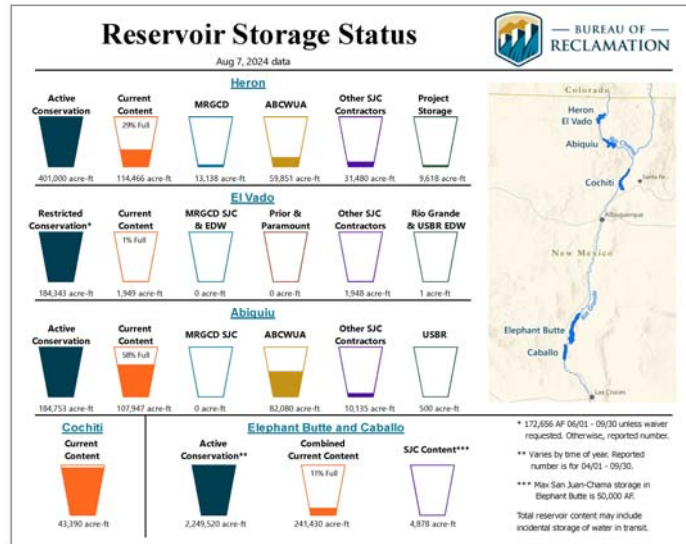 Reservoir Storage Status
Aug 7, 2024 data
BUREAU OF
RECLAMATION
Heron
Active Conservation
Current Content
MRGCD
ABCWUA
Other SJC Contractors
Project Storage
29% Full
401,000 acre-ft
114,466 acre-ft
13,138 acre-ft
59,851 acre-ft
31,480 acre-ft
9,618 acre-ft
El Vado
Restricted Conservation*
Current Content
MRGCD SJC & EDW
Prior & Paramount
Other SJC Contractors
Rio Grande & USBR EDW
1% Full
184,343 acre-ft
1,949 acre-ft
0 acre-ft
0 acre-ft
1,948 acre-ft
1 acre-ft
Abiquiu
Active Conservation
Current Content
MRGCD SJC
ABCWUA
Other SJC Contractors
USBR
58% Full
184,753 acre-ft
107,947 acre-ft
0 acre-ft
82,080 acre-ft
10,135 acre-ft
500 acre-ft
Cochiti
Current Content
43,390 acre-ft
Elephant Butte and Caballo
Active Conservation**
Combined Current Content
SJC Content***
11% Full
2,249,520 acre-ft
241,430 acre-ft
4,878 acre-ft
Colorado
Heron
El Vado
Abiquiu
Cochiti
Santa Fe
Albuquerque
New Mexico
Rio Grande
Elephant Butte
Caballo
Las Cruces
* 172,656 AF 06/01 - 09/30 unless waiver
requested. Otherwise, reported number.
** Varies by time of year. Reported
number is for 04/01 - 09/30.
*** Max San Juan-Chama storage in
Elephant Butte is 50,000 AF.
Total reservoir content may include
incidental storage of water in transit.